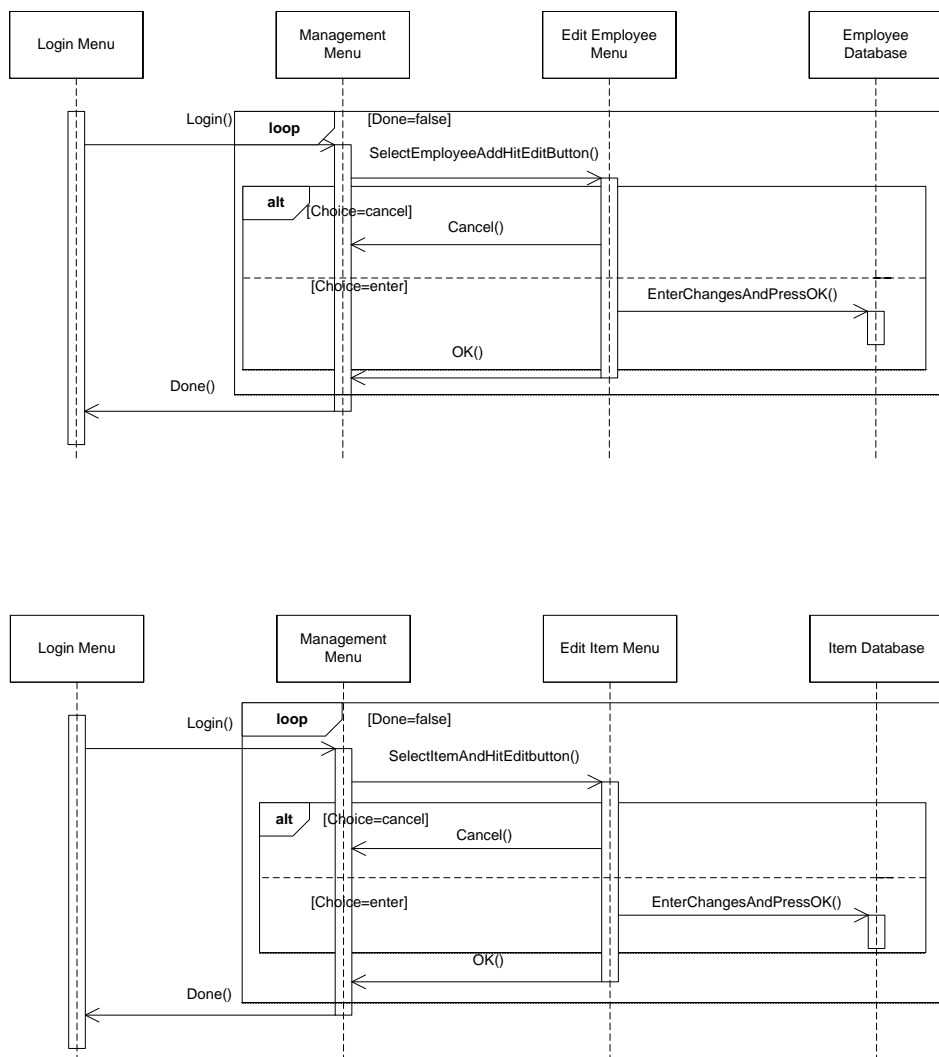 Login Menu
Management
Menu
Edit Employee
Menu
Employee
Database
Login()
loop
[Done=false]
SelectEmployeeAddHitEditButton()
alt
[Choice=cancel]
Cancel()
[Choice=enter]
EnterChangesAndPressOK()
OK()
Done()
Login Menu
Management
Menu
Edit Item Menu
Item Database
Login()
loop
[Done=false]
SelectItemAndHitEditbutton()
alt
[Choice=cancel]
Cancel()
[Choice=enter]
EnterChangesAndPressOK()
OK()
Done()